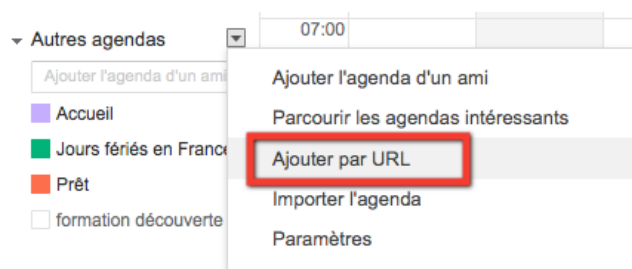 07:00
Autres agendas
Ajouter l'agenda d'un ami
Accueil
Jours fériés en France
Prêt
formation découverte
Ajouter l'agenda d'un ami
Parcourir les agendas intéressants
Ajouter par URL
Importer l'agenda
Paramètres